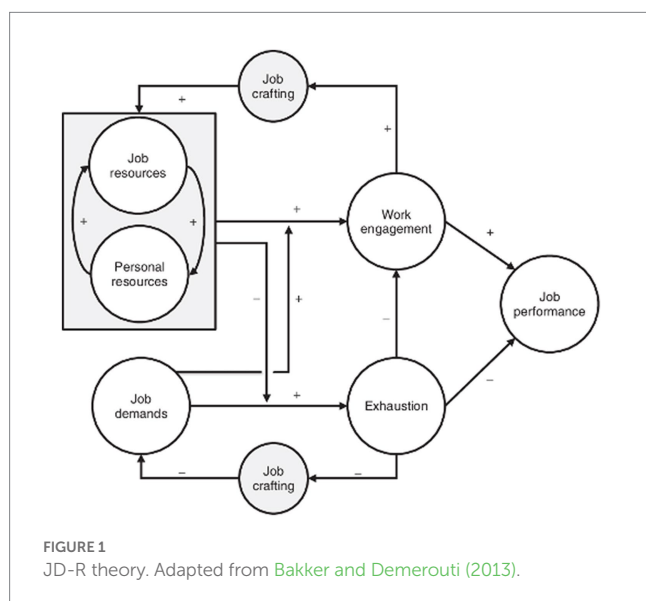 Job
crafting
+
+
Job
resources
+
+
+
Work
engagement
+
Personal
resources
–
+
–
Job
performance
Job
demands
+
Exhaustion
–
–
Job
crafting
–
FIGURE 1
JD-R theory. Adapted from Bakker and Demerouti (2013).